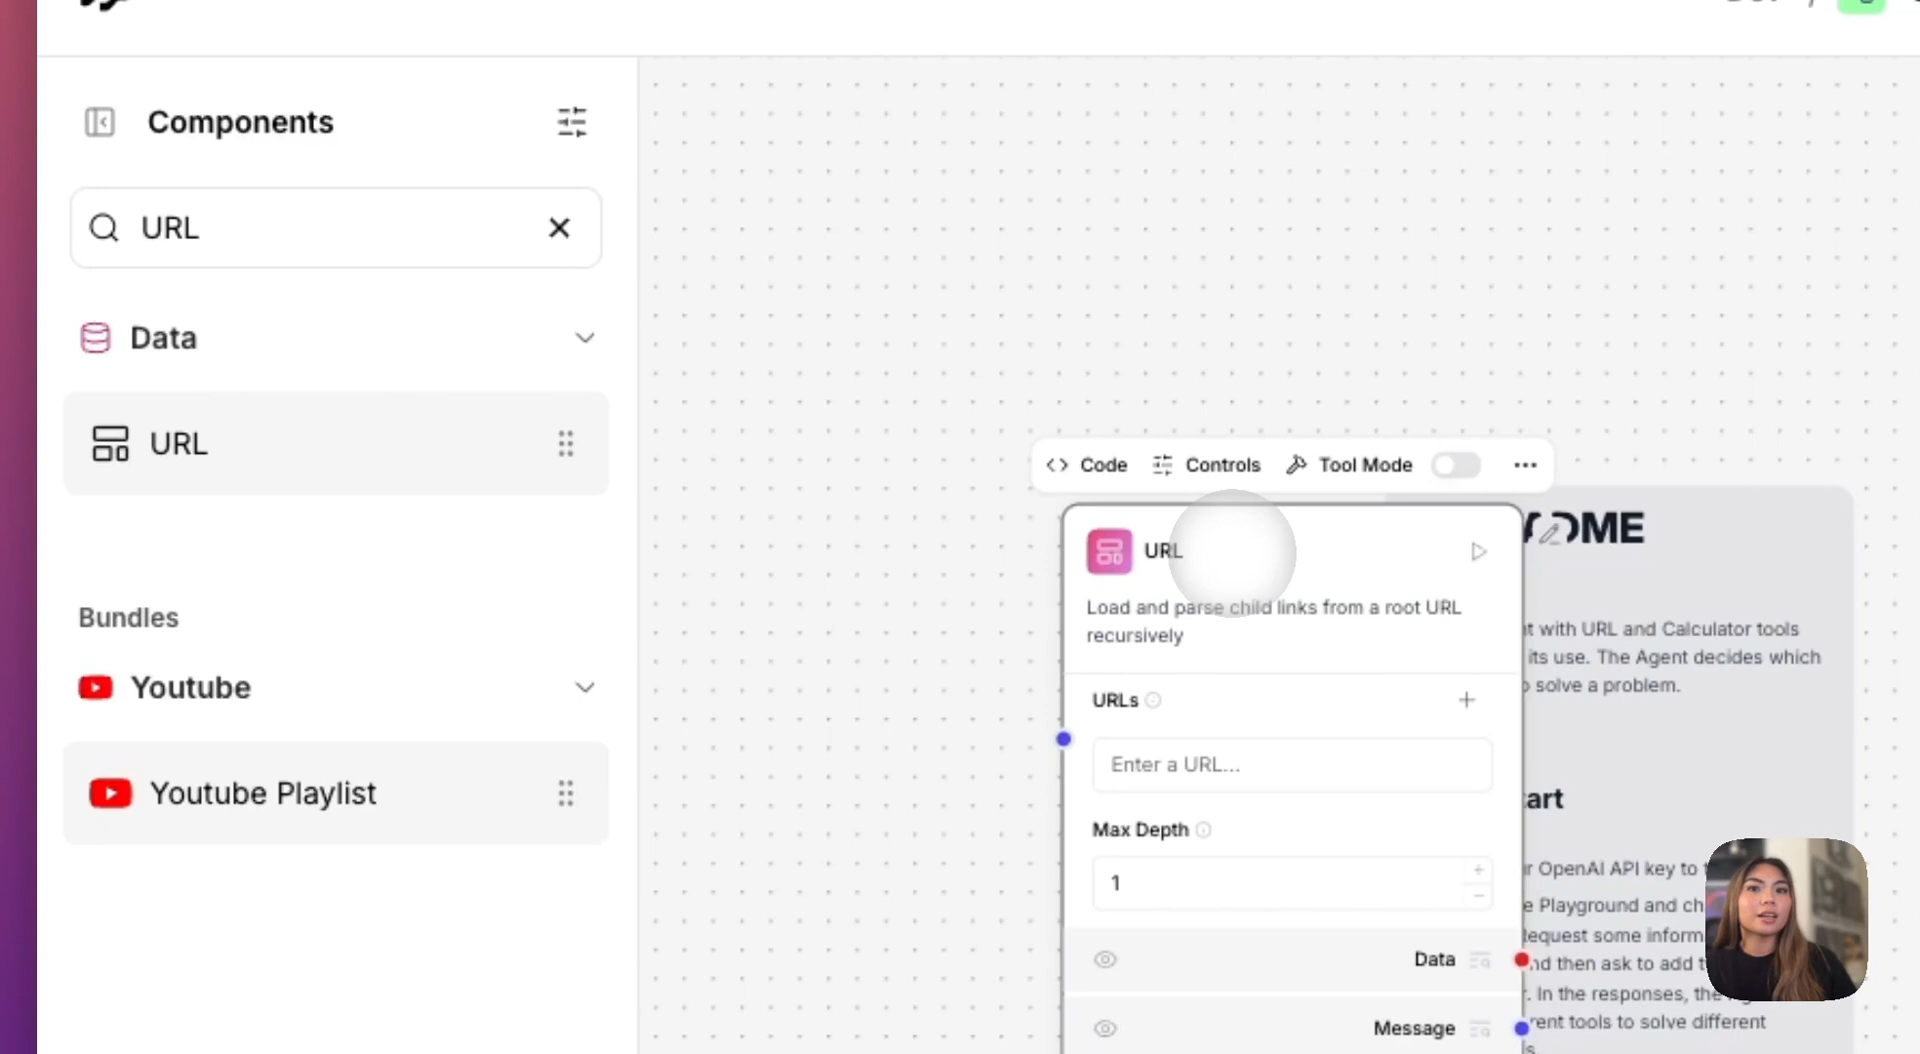 Components
URL
Data
URL
Bundles
Youtube
Youtube Playlist
Code
Controls
Tool Mode
URL
Load and parse child links from a root URL
recursively
URLs
Enter a URL...
Max Depth
1
Data
Message
OME
t with URL and Calculator tools
its use. The Agent decides which
solve a problem.
art
r OpenAI API key to
e Playground and ch
equest some inform
nd then ask to add
. In the responses, the
rent tools to solve different